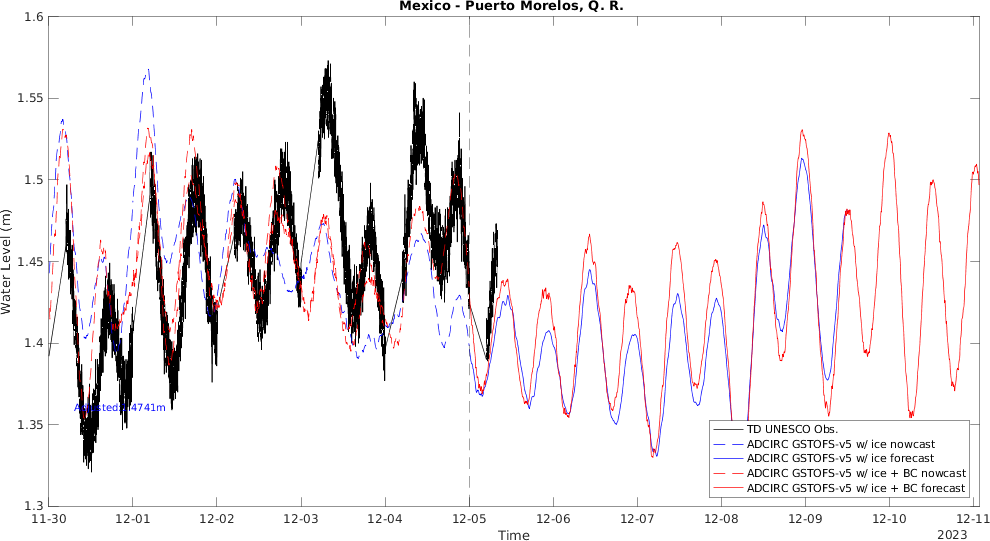 Mexico - Puerto Morelos, Q. R.
Water Level (m)
1.6
1.55
1.5
1.45
1.4
1.35
1.3
TD UNESCO Obs.
ADCIRC GSTOFS-v5 w/ ice nowcast
ADCIRC GSTOFS-v5 w/ ice forecast
ADCIRC GSTOFS-v5 w/ ice + BC nowcast
ADCIRC GSTOFS-v5 w/ ice + BC forecast
11-30 12-01 12-02 12-03 12-04 12-05 12-06 12-07 12-08 12-09 12-10 12-11
Time
2023